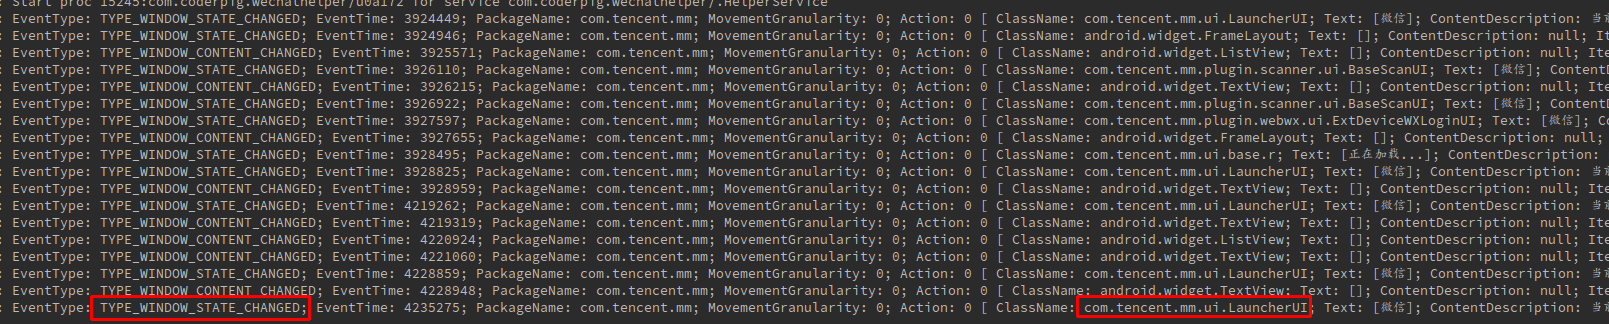 : Start proc 15245:com.coderpig.wechathelper/u0a172 for service com.coderpig.wechathelper/.HelperService
: EventType: TYPE_WINDOW_STATE_CHANGED; EventTime: 3924449; PackageName: com.tencent.mm; MovementGranularity: 0; Action: 0 [ ClassName: com.tencent.mm.ui.LauncherUI; Text: [微信]; ContentDescription: 当前
: EventType: TYPE_WINDOW_STATE_CHANGED; EventTime: 3924946; PackageName: com.tencent.mm; MovementGranularity: 0; Action: 0 [ ClassName: android.widget.FrameLayout; Text: []; ContentDescription: null; Ite
: EventType: TYPE_WINDOW_CONTENT_CHANGED; EventTime: 3925571; PackageName: com.tencent.mm; MovementGranularity: 0; Action: 0 [ ClassName: android.widget.ListView; Text: []; ContentDescription: null; Item
: EventType: TYPE_WINDOW_STATE_CHANGED; EventTime: 3926110; PackageName: com.tencent.mm; MovementGranularity: 0; Action: 0 [ ClassName: com.tencent.mm.plugin.scanner.ui.BaseScanUI; Text: [微信]; ContentD
: EventType: TYPE_WINDOW_CONTENT_CHANGED; EventTime: 3926215; PackageName: com.tencent.mm; MovementGranularity: 0; Action: 0 [ ClassName: android.widget.TextView; Text: []; ContentDescription: null; Item
: EventType: TYPE_WINDOW_STATE_CHANGED; EventTime: 3926922; PackageName: com.tencent.mm; MovementGranularity: 0; Action: 0 [ ClassName: com.tencent.mm.plugin.scanner.ui.BaseScanUI; Text: [微信]; ContentD
: EventType: TYPE_WINDOW_STATE_CHANGED; EventTime: 3927597; PackageName: com.tencent.mm; MovementGranularity: 0; Action: 0 [ ClassName: com.tencent.mm.plugin.webwx.ui.ExtDeviceWXLoginUI; Text: [微信]; Co
: EventType: TYPE_WINDOW_CONTENT_CHANGED; EventTime: 3927655; PackageName: com.tencent.mm; MovementGranularity: 0; Action: 0 [ ClassName: android.widget.FrameLayout; Text: []; ContentDescription: null;
: EventType: TYPE_WINDOW_STATE_CHANGED; EventTime: 3928495; PackageName: com.tencent.mm; MovementGranularity: 0; Action: 0 [ ClassName: com.tencent.mm.ui.base.r; Text: [正在加载...]; ContentDescription:
: EventType: TYPE_WINDOW_STATE_CHANGED; EventTime: 3928825; PackageName: com.tencent.mm; MovementGranularity: 0; Action: 0 [ ClassName: com.tencent.mm.ui.LauncherUI; Text: [微信]; ContentDescription: 当前
: EventType: TYPE_WINDOW_CONTENT_CHANGED; EventTime: 3928959; PackageName: com.tencent.mm; MovementGranularity: 0; Action: 0 [ ClassName: android.widget.TextView; Text: []; ContentDescription: null; Item
: EventType: TYPE_WINDOW_STATE_CHANGED; EventTime: 4219262; PackageName: com.tencent.mm; MovementGranularity: 0; Action: 0 [ ClassName: com.tencent.mm.ui.LauncherUI; Text: [微信]; ContentDescription: 当前
: EventType: TYPE_WINDOW_CONTENT_CHANGED; EventTime: 4219319; PackageName: com.tencent.mm; MovementGranularity: 0; Action: 0 [ ClassName: android.widget.TextView; Text: []; ContentDescription: null; Item
: EventType: TYPE_WINDOW_CONTENT_CHANGED; EventTime: 4220924; PackageName: com.tencent.mm; MovementGranularity: 0; Action: 0 [ ClassName: android.widget.ListView; Text: []; ContentDescription: null; Item
: EventType: TYPE_WINDOW_CONTENT_CHANGED; EventTime: 4221060; PackageName: com.tencent.mm; MovementGranularity: 0; Action: 0 [ ClassName: android.widget.TextView; Text: []; ContentDescription: null; Item
: EventType: TYPE_WINDOW_STATE_CHANGED; EventTime: 4228859; PackageName: com.tencent.mm; MovementGranularity: 0; Action: 0 [ ClassName: com.tencent.mm.ui.LauncherUI; Text: [微信]; ContentDescription: 当前
: EventType: TYPE_WINDOW_CONTENT_CHANGED; EventTime: 4228948; PackageName: com.tencent.mm; MovementGranularity: 0; Action: 0 [ ClassName: android.widget.TextView; Text: []; ContentDescription: null; Item
: EventType: TYPE_WINDOW_STATE_CHANGED; EventTime: 4235275; PackageName: com.tencent.mm; MovementGranularity: 0; Action: 0 [ ClassName: com.tencent.mm.ui.LauncherUI; Text: [微信]; ContentDescription: 当前